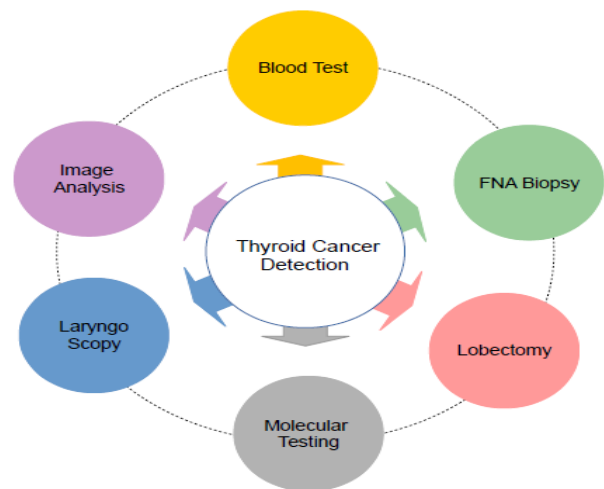 Blood Test
FNA Biopsy
Lobectomy
Molecular
Testing
Laryngo
Scopy
Image
Analysis
Thyroid Cancer
Detection